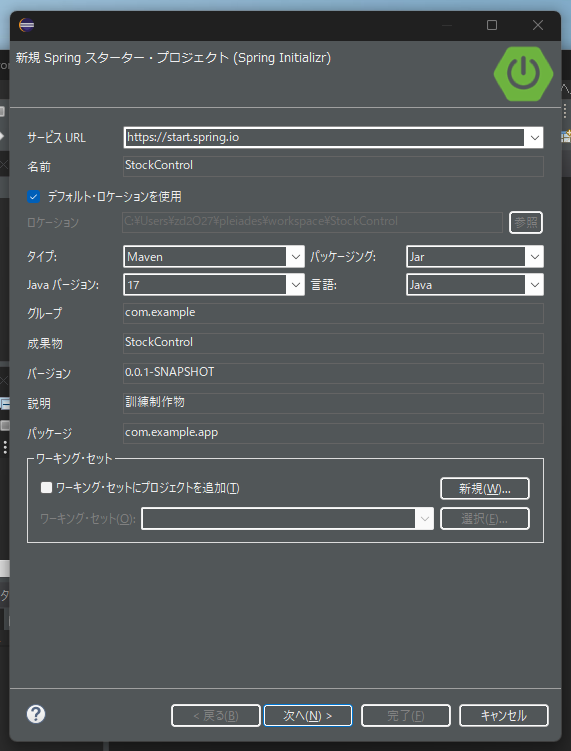 新規 Spring スターター・プロジェクト (Spring Initializr)
サービス URL https://start.spring.io
名前 StockControl
デフォルト・ロケーションを使用
ロケーション C:¥Users¥zd2O27¥pleiades¥workspace¥StockControl 参照
タイプ: Maven パッケージング: Jar
Java バージョン: 17 言語: Java
グループ com.example
成果物 StockControl
バージョン 0.0.1-SNAPSHOT
説明 訓練制作物
パッケージ com.example.app
ワーキング・セット
ワーキング・セットにプロジェクトを追加(T) 新規(W)...
ワーキング・セット(O): 選択(E)...
< 戻る(B) 次へ(N) > 完了(F) キャンセル